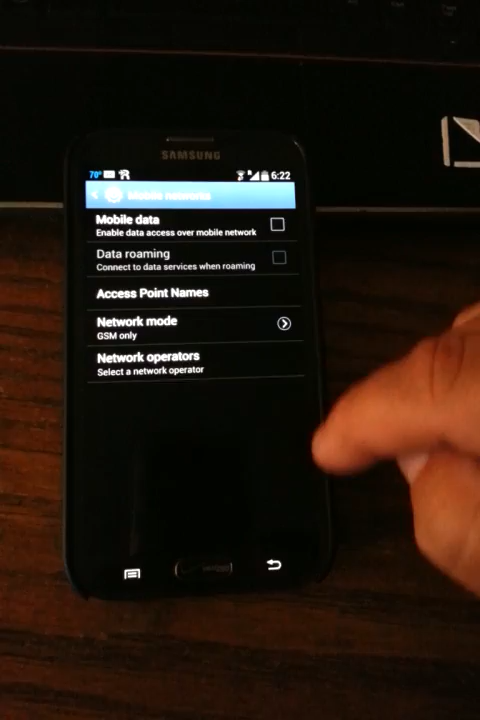 SAMSUNG
70° 6:22
Mobile networks
Mobile data
Enable data access over mobile network
Data roaming
Connect to data services when roaming
Access Point Names
Network mode
GSM only
Network operators
Select a network operator